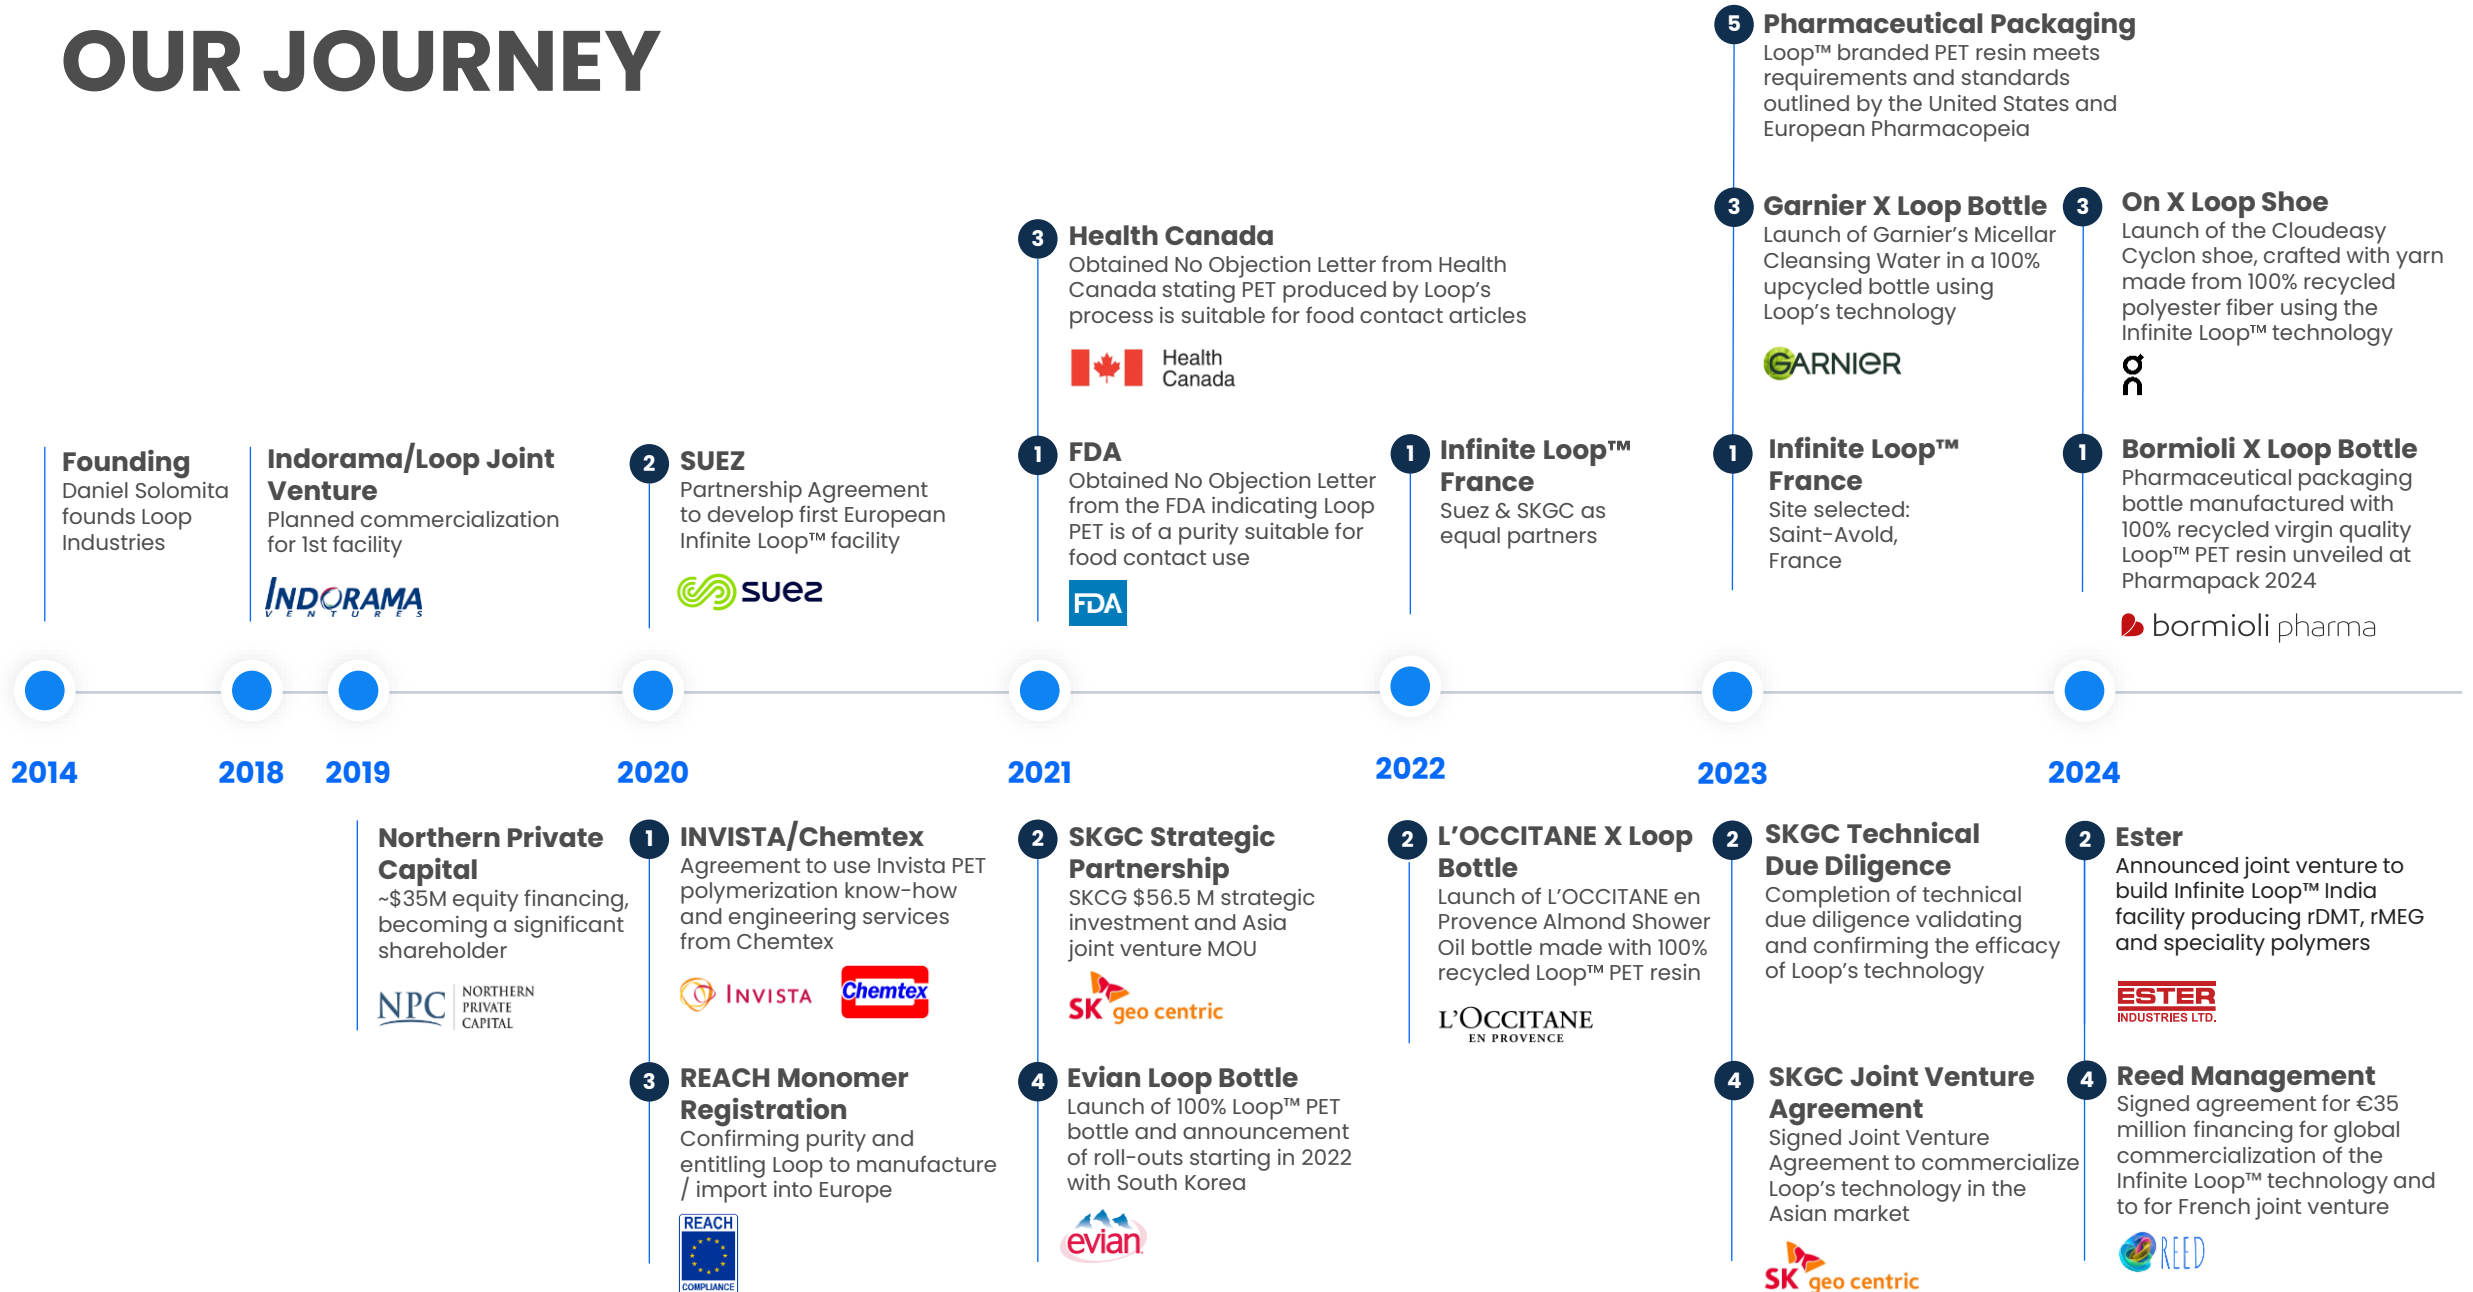 OUR JOURNEY
5
Pharmaceutical Packaging
Loop™ branded PET resin meets
requirements and standards
outlined by the United States and
European Pharmacopeia
3
Health Canada
Obtained No Objection Letter from Health
Canada stating PET produced by Loop's
process is suitable for food contact articles
Health
Canada
3
Garnier X Loop Bottle
Launch of Garnier's Micellar
Cleansing Water in a 100%
upcycled bottle using
Loop's technology
GARNIER
3
On X Loop Shoe
Launch of the Cloudeasy
Cyclon shoe, crafted with yarn
made from 100% recycled
polyester fiber using the
Infinite Loop™ technology
on
Founding
Daniel Solomita
founds Loop
Industries
Indorama/Loop Joint
Venture
Planned commercialization
for 1st facility
INDORAMA
VENTURES
2
SUEZ
Partnership Agreement
to develop first European
Infinite Loop™ facility
suez
1
FDA
Obtained No Objection Letter
from the FDA indicating Loop
PET is of a purity suitable for
food contact use
FDA
1
Infinite Loop™
France
Suez & SKGC as
equal partners
1
Infinite Loop™
France
Site selected:
Saint-Avold,
France
1
Bormioli X Loop Bottle
Pharmaceutical packaging
bottle manufactured with
100% recycled virgin quality
Loop™ PET resin unveiled at
Pharmapack 2024
bormioli pharma
2014
2018
2019
2020
2021
2022
2023
2024
Northern Private
Capital
~$35M equity financing,
becoming a significant
shareholder
NPC
NORTHERN
PRIVATE
CAPITAL
1
INVISTA/Chemtex
Agreement to use Invista PET
polymerization know-how
and engineering services
from Chemtex
INVISTA
Chemtex
2
SKGC Strategic
Partnership
SKCG $56.5 M strategic
investment and Asia
joint venture MOU
SK geo centric
2
L'OCCITANE X Loop
Bottle
Launch of L'OCCITANE en
Provence Almond Shower
Oil bottle made with 100%
recycled Loop™ PET resin
L'OCCITANE
EN PROVENCE
2
SKGC Technical
Due Diligence
Completion of technical
due diligence validating
and confirming the efficacy
of Loop's technology
2
Ester
Announced joint venture to
build Infinite Loop™ India
facility producing rDMT, rMEG
and speciality polymers
ESTER
INDUSTRIES LTD.
3
REACH Monomer
Registration
Confirming purity and
entitling Loop to manufacture
/ import into Europe
REACH
COMPLIANCE
4
Evian Loop Bottle
Launch of 100% Loop™ PET
bottle and announcement
of roll-outs starting in 2022
with South Korea
evian
4
SKGC Joint Venture
Agreement
Signed Joint Venture
Agreement to commercialize
Loop's technology in the
Asian market
SK geo centric
4
Reed Management
Signed agreement for €35
million financing for global
commercialization of the
Infinite Loop™ technology and
to for French joint venture
REED